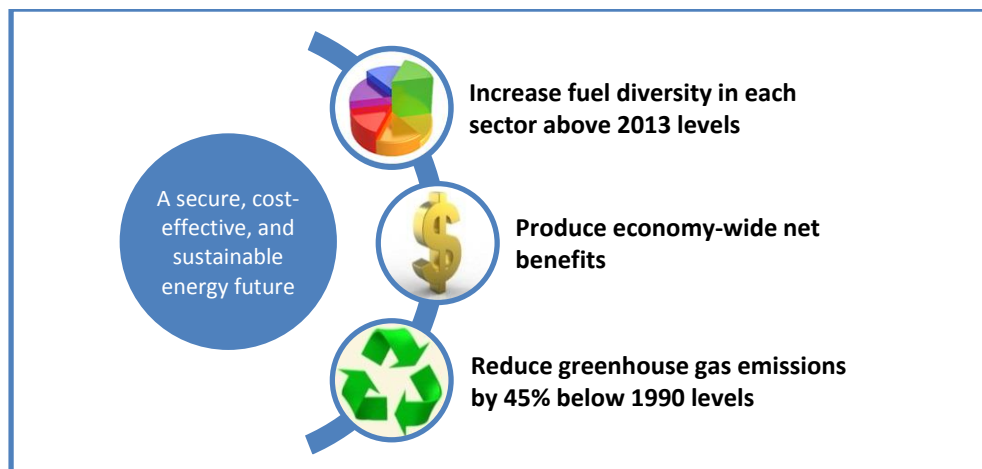 A secure, cost-
effective, and
sustainable
energy future
Increase fuel diversity in each
sector above 2013 levels
Produce economy-wide net
benefits
Reduce greenhouse gas emissions
by 45% below 1990 levels